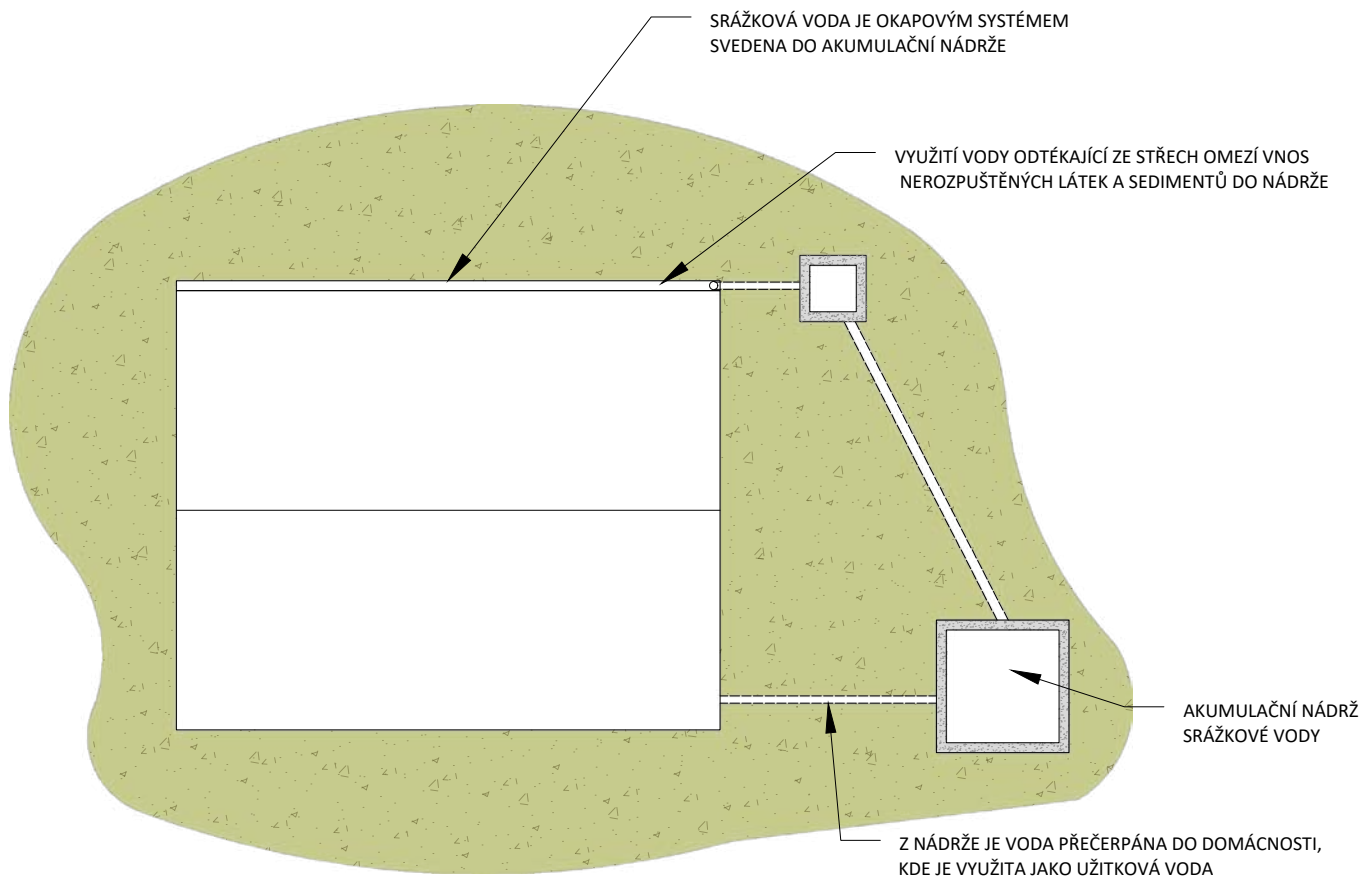 SRÁŽKOVÁ VODA JE OKAPOVÝM SYSTÉMEM
SVEDENA DO AKUMULAČNÍ NÁDRŽE
VYUŽITÍ VODY ODTÉKAJÍCÍ ZE STŘECH OMEZÍ VNOS
NEROZPUŠTĚNÝCH LÁTEK A SEDIMENTŮ DO NÁDRŽE
AKUMULAČNÍ NÁDRŽ
SRÁŽKOVÉ VODY
Z NÁDRŽE JE VODA PŘEČERPÁNA DO DOMÁCNOSTI,
KDE JE VYUŽITA JAKO UŽITKOVÁ VODA